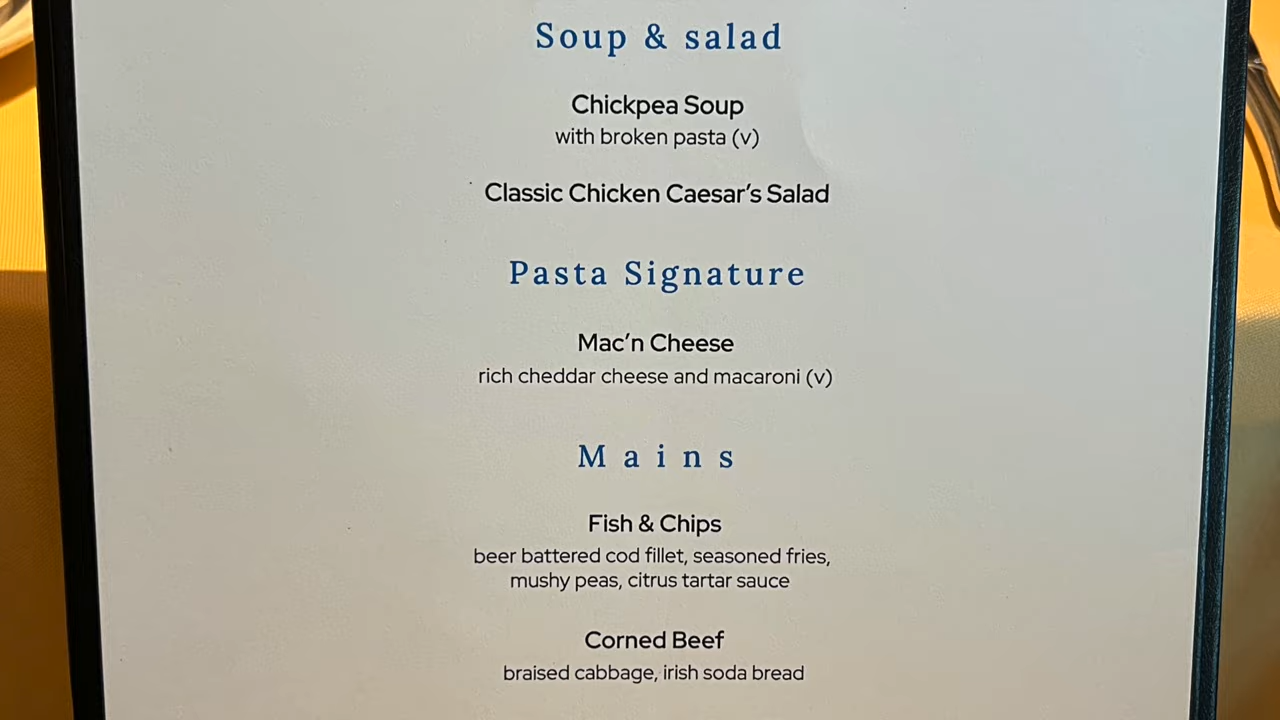 Soup & salad
Chickpea Soup
with broken pasta (v)
Classic Chicken Caesar's Salad
Pasta Signature
Mac'n Cheese
rich cheddar cheese and macaroni (v)
Mains
Fish & Chips
beer battered cod fillet, seasoned fries,
mushy peas, citrus tartar sauce
Corned Beef
braised cabbage, irish soda bread